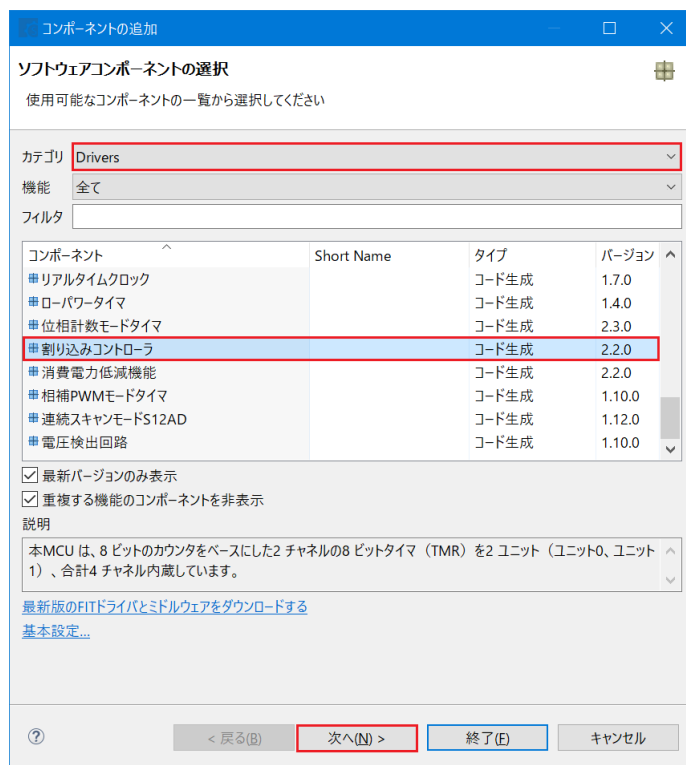 コンポーネントの追加
ソフトウェアコンポーネントの選択
使用可能なコンポーネントの一覧から選択してください
カテゴリ Drivers
機能 全て
フィルタ
コンポーネント Short Name タイプ バージョン
リアルタイムクロック コード生成 1.7.0
ローパワータイマ コード生成 1.4.0
位相計数モードタイマ コード生成 2.3.0
割り込みコントローラ コード生成 2.2.0
消費電力低減機能 コード生成 2.2.0
相補PWMモードタイマ コード生成 1.10.0
連続スキャンモードS12AD コード生成 1.12.0
電圧検出回路 コード生成 1.10.0
最新バージョンのみ表示
重複する機能のコンポーネントを非表示
説明
本MCU は、8 ビットのカウンタをベースにした2 チャネルの8 ビットタイマ（TMR）を2 ユニット（ユニット0、ユニット
1）、合計4 チャネル内蔵しています。
最新版のFITドライバとミドルウェアをダウンロードする
基本設定...
? < 戻る(B) 次へ(N) > 終了(F) キャンセル